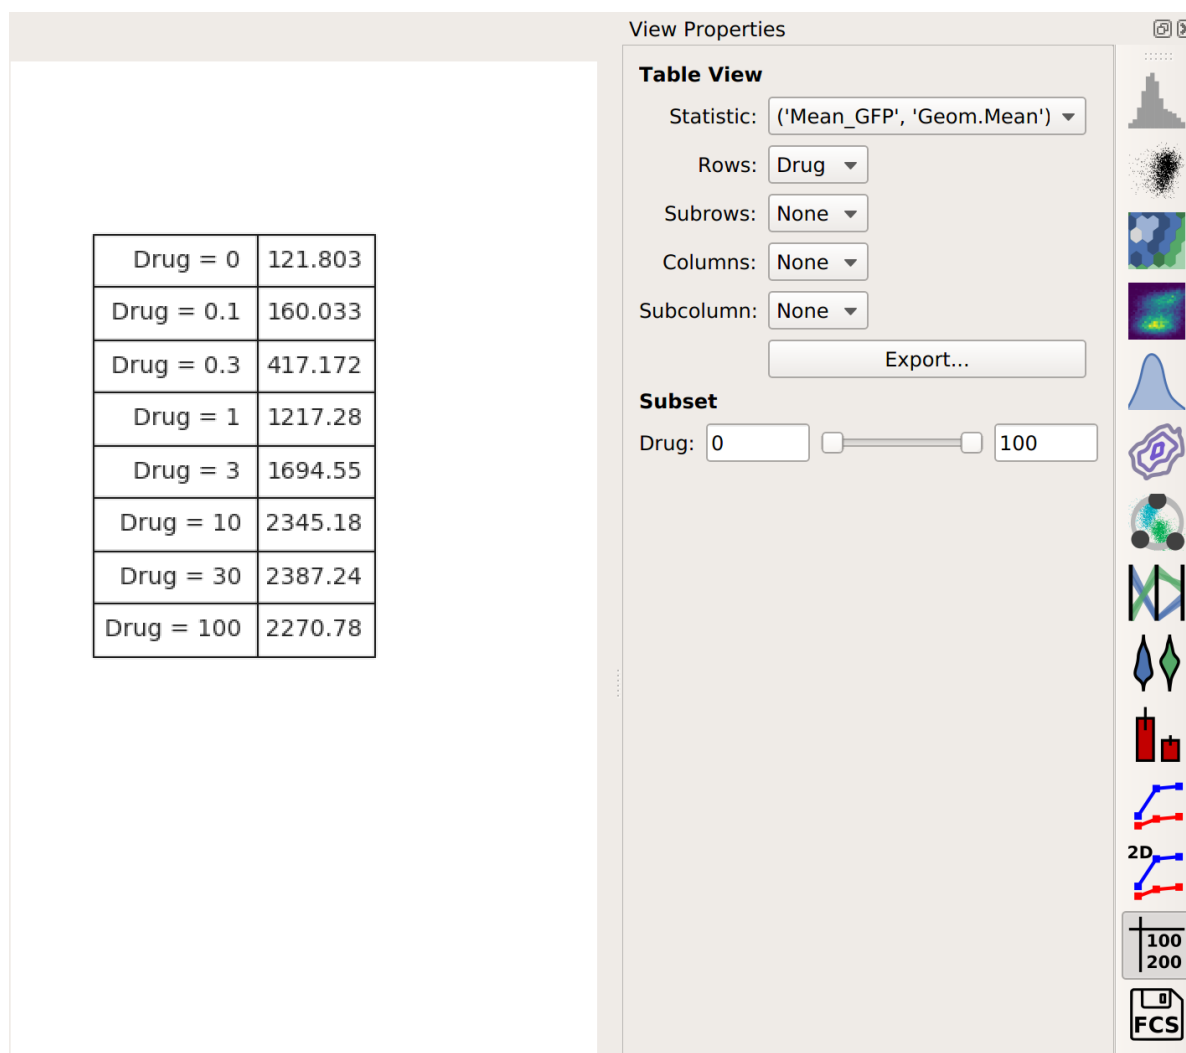 View Properties
Table View
Statistic: ('Mean_GFP', 'Geom.Mean')
Rows: Drug
Subrows: None
Columns: None
Subcolumn: None
Export...
Subset
Drug: 0 100
Drug = 0 121.803
Drug = 0.1 160.033
Drug = 0.3 417.172
Drug = 1 1217.28
Drug = 3 1694.55
Drug = 10 2345.18
Drug = 30 2387.24
Drug = 100 2270.78
2D
100
200
FCS